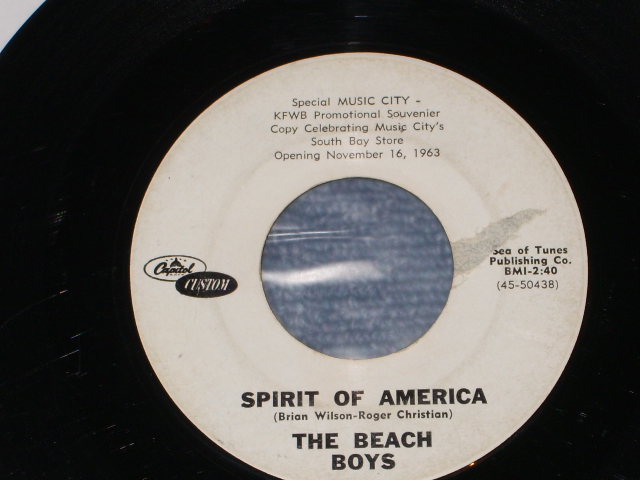 Special MUSIC CITY -
KFWB Promotional Souvenier
Copy Celebrating Music City's
South Bay Store
Opening November 16, 1963
Capitol
CUSTOM
Sea of Tunes
Publishing Co.
BMI-2:40
(45-50438)
SPIRIT OF AMERICA
(Brian Wilson-Roger Christian)
THE BEACH
BOYS